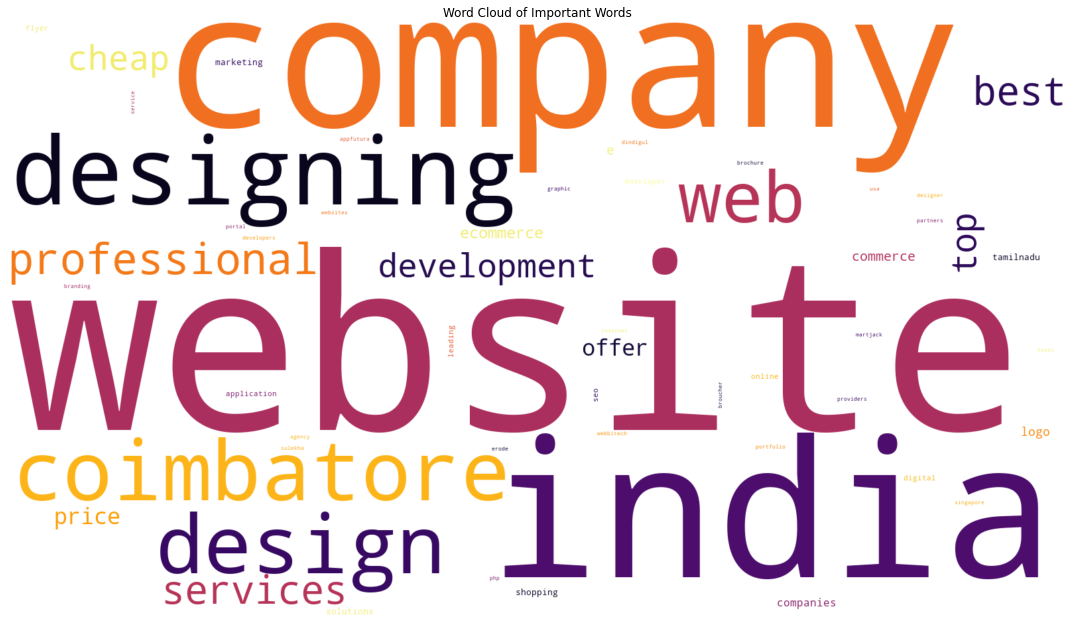 Word Cloud of Important Words
flyer
company
cheap
marketing
best
service
designing
appfutura
dindigul
e
brochure
web
graphic
usa
designer
websites
partners
top
portal
developers
ecommerce
professional
development
commerce
tamilnadu
branding
website
leading
offer
martjack
online
application
seo
broucher
providers
logo
webbitech
agency
sulekha
erode
portfolio
coimbatore
india
digital
singapore
price
design
php
services
shopping
companies
solutions